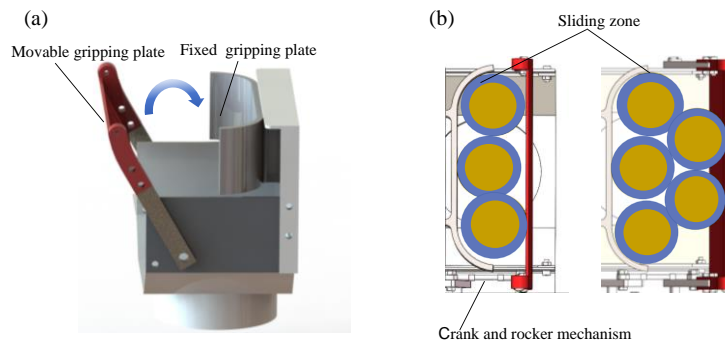 (a)
(b)
Movable gripping plate
Fixed gripping plate
Sliding zone
Crank and rocker mechanism